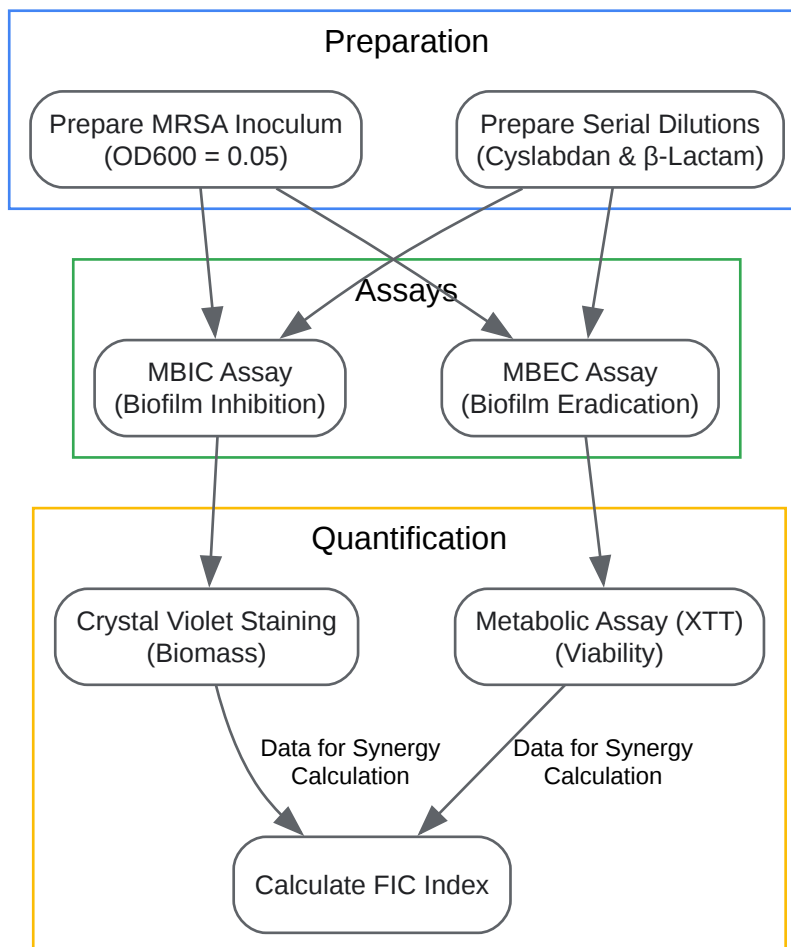 Preparation
Prepare MRSA Inoculum
(OD600 = 0.05)
Prepare Serial Dilutions
(Cyslabdan & β-Lactam)
Assays
MBIC Assay
(Biofilm Inhibition)
MBEC Assay
(Biofilm Eradication)
Quantification
Crystal Violet Staining
(Biomass)
Metabolic Assay (XTT)
(Viability)
Data for Synergy
Calculation
Data for Synergy
Calculation
Calculate FIC Index